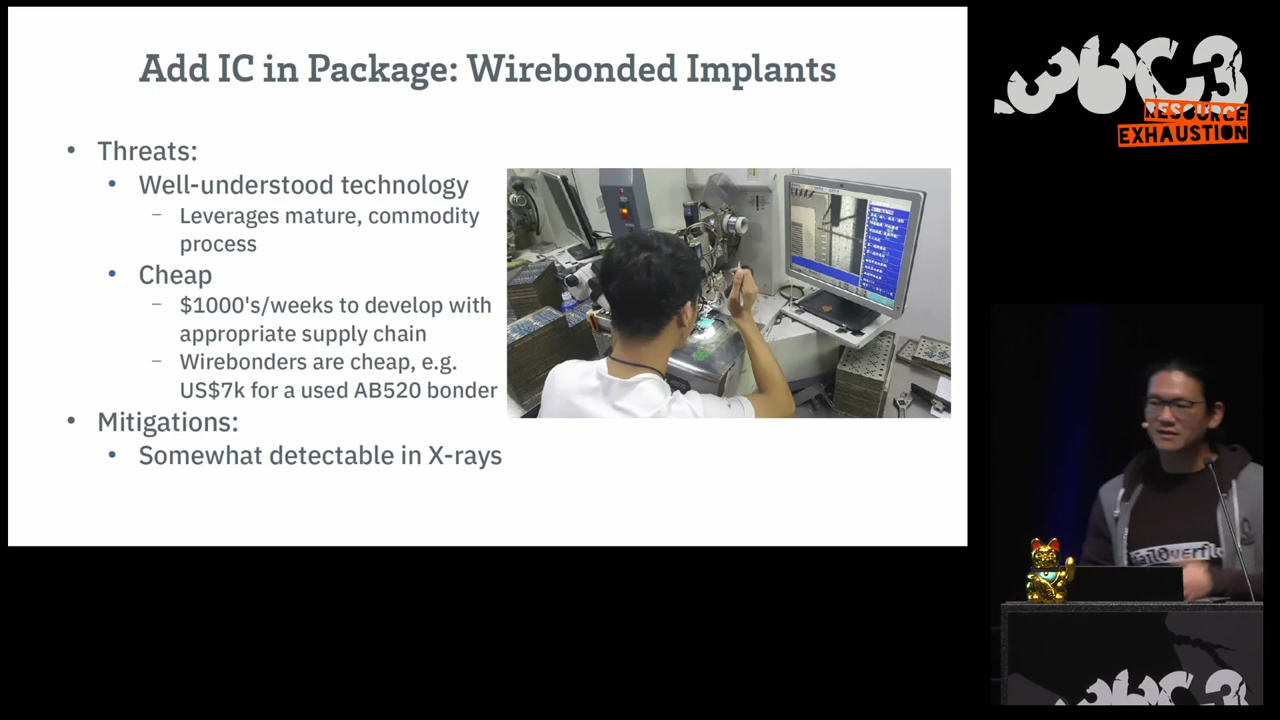 Add IC in Package: Wirebonded Implants
• Threats:
• Well-understood technology
– Leverages mature, commodity
process
• Cheap
– $1000's/weeks to develop with
appropriate supply chain
– Wirebonders are cheap, e.g.
US$7k for a used AB520 bonder
• Mitigations:
• Somewhat detectable in X-rays
36C3
RESOURCE
EXHAUSTION
36C3